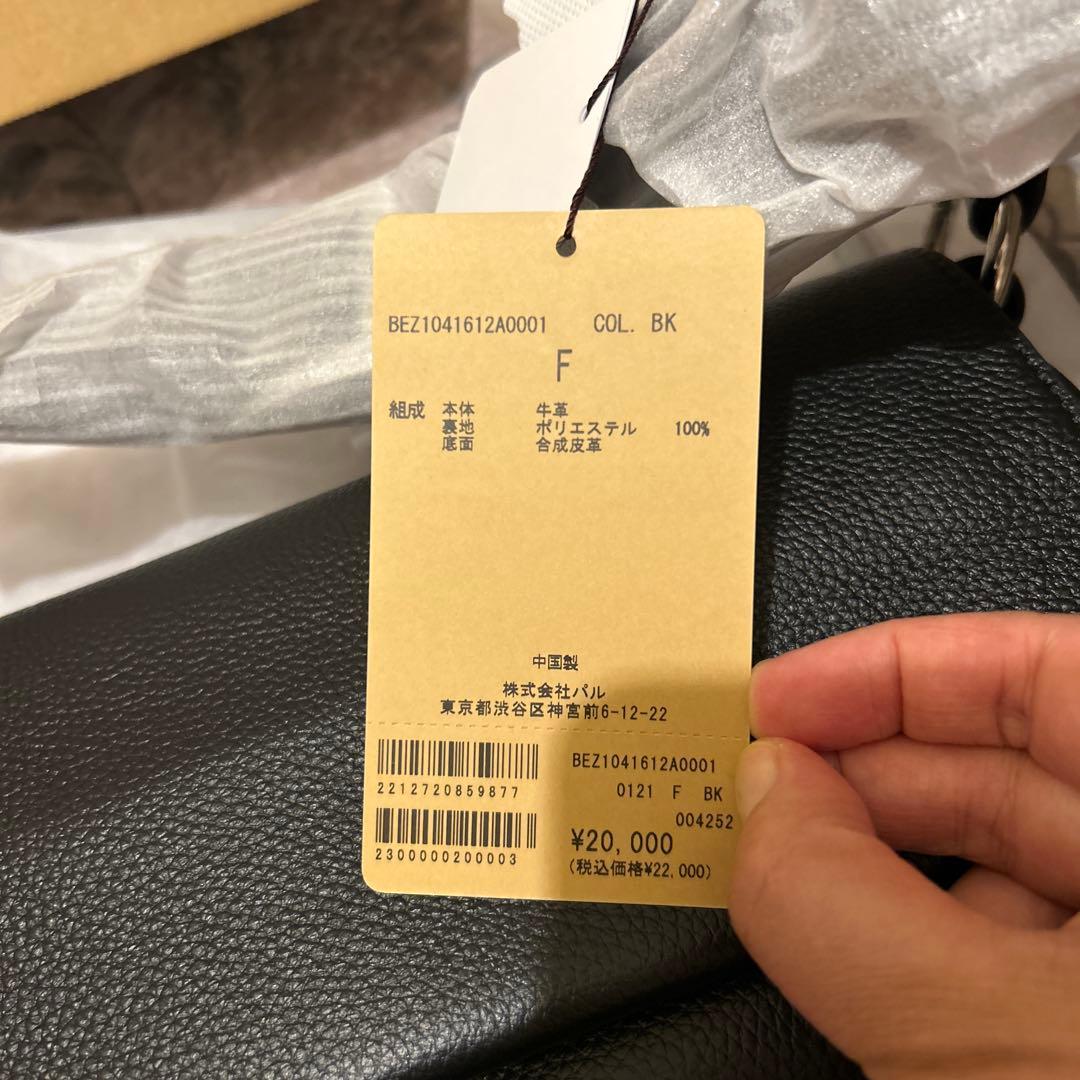 BEZ1041612A0001 COL. BK
F
組成 本体 牛革
裏地 ポリエステル 100%
底面 合成皮革
中国製
株式会社パル
東京都渋谷区神宮前6-12-22
2212720859877
2300000200003
BEZ1041612A0001
0121 F BK
004252
¥20,000
(税込価格¥22,000)